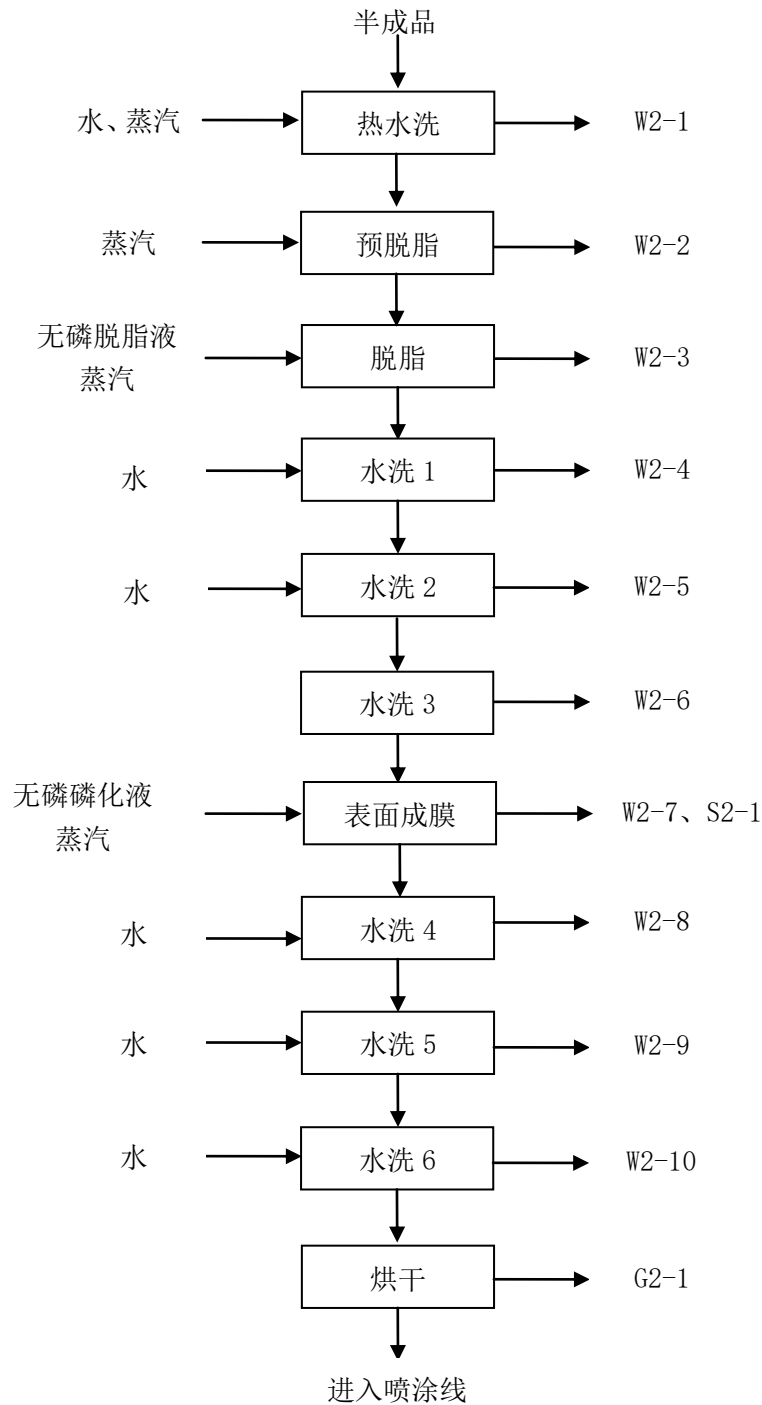 半成品
水、蒸汽
热水洗
W2-1
蒸汽
预脱脂
W2-2
无磷脱脂液
蒸汽
脱脂
W2-3
水
水洗 1
W2-4
水
水洗 2
W2-5
水洗 3
W2-6
无磷磷化液
蒸汽
表面成膜
W2-7、S2-1
水
水洗 4
W2-8
水
水洗 5
W2-9
水
水洗 6
W2-10
烘干
G2-1
进入喷涂线